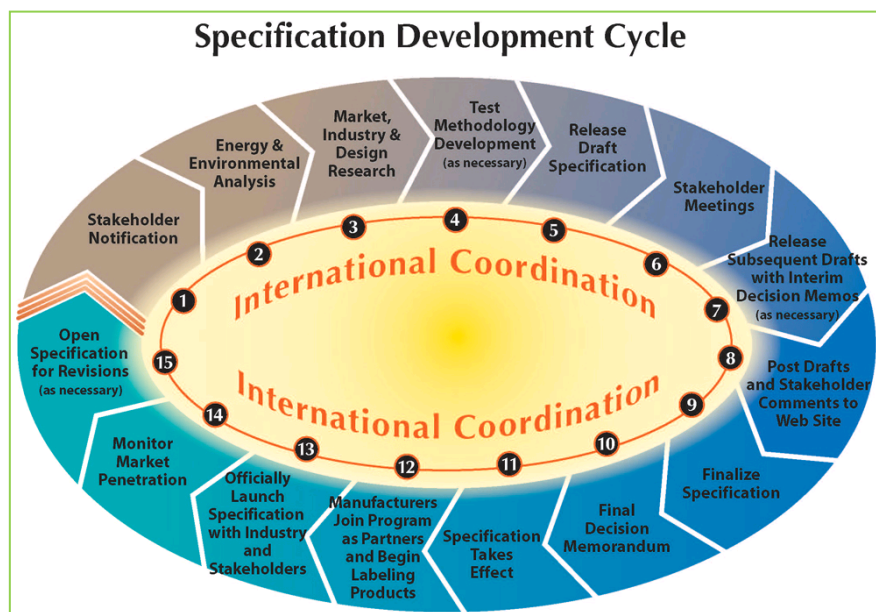 Specification Development Cycle
1
Stakeholder
Notification
2
Energy &
Environmental
Analysis
3
Market,
Industry &
Design
Research
4
Test
Methodology
Development
(as necessary)
5
Release
Draft
Specification
6
Stakeholder
Meetings
7
Release
Subsequent Drafts
with Interim
Decision Memos
(as necessary)
8
Post Drafts
and Stakeholder
Comments to
Web Site
9
Finalize
Specification
10
Final
Decision
Memorandum
11
Specification
Takes
Effect
12
Manufacturers
Join Program
as Partners
and Begin
Labeling
Products
13
Officially
Launch
Specification
with Industry
and
Stakeholders
14
Monitor
Market
Penetration
15
Open
Specification
for Revisions
(as necessary)
International Coordination
International Coordination